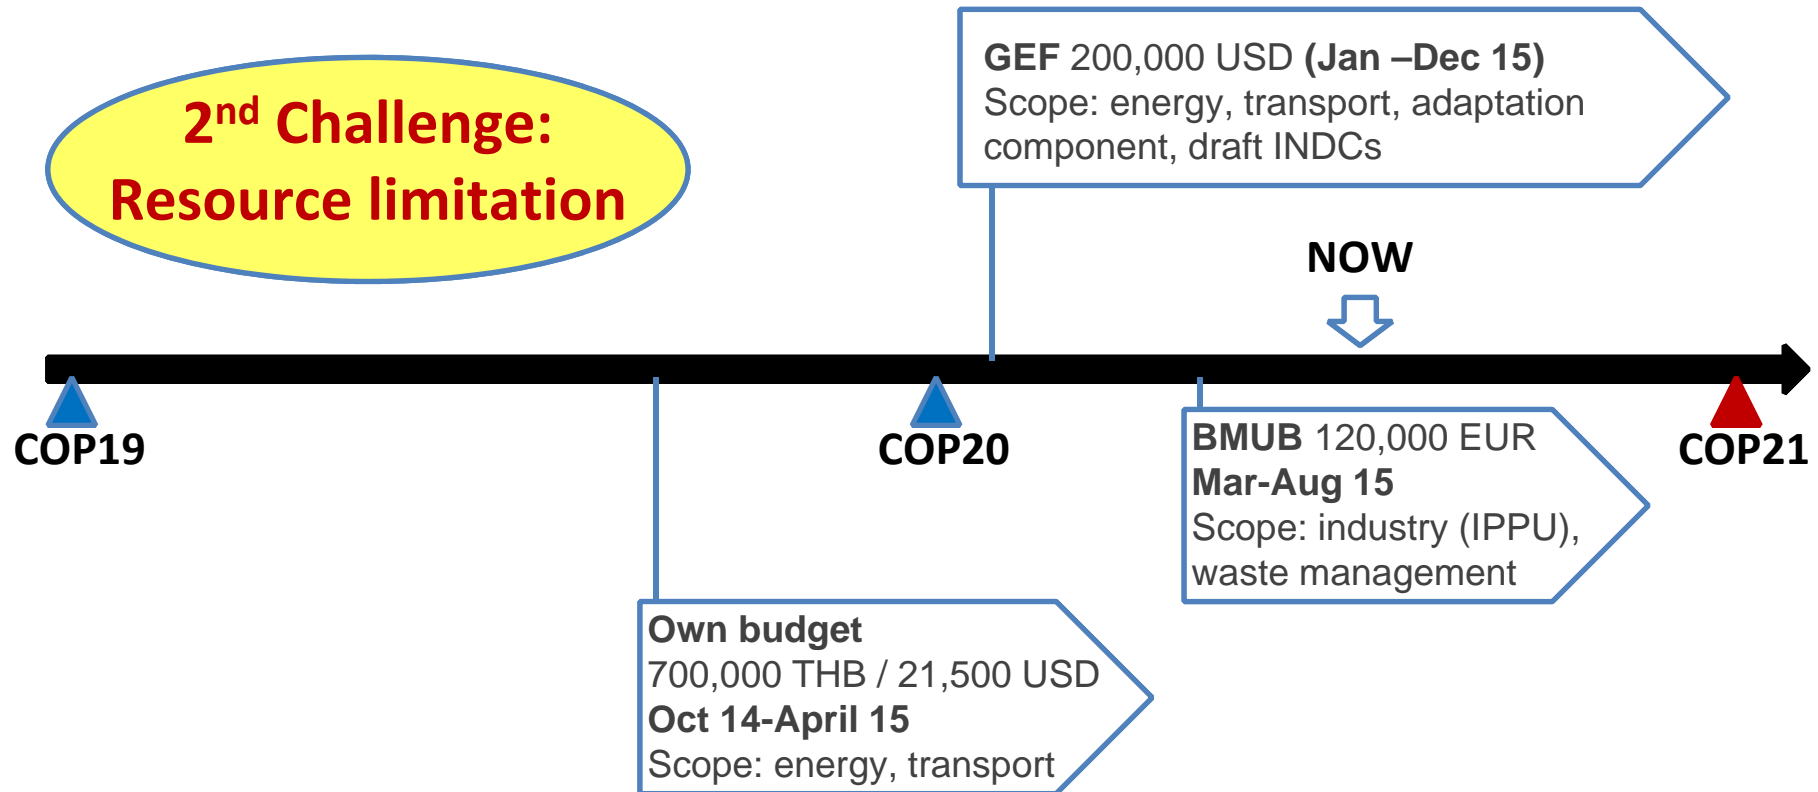 2nd Challenge:
Resource limitation
GEF 200,000 USD (Jan –Dec 15)
Scope: energy, transport, adaptation
component, draft INDCs
NOW
COP19
COP20
COP21
BMUB 120,000 EUR
Mar-Aug 15
Scope: industry (IPPU),
waste management
Own budget
700,000 THB / 21,500 USD
Oct 14-April 15
Scope: energy, transport